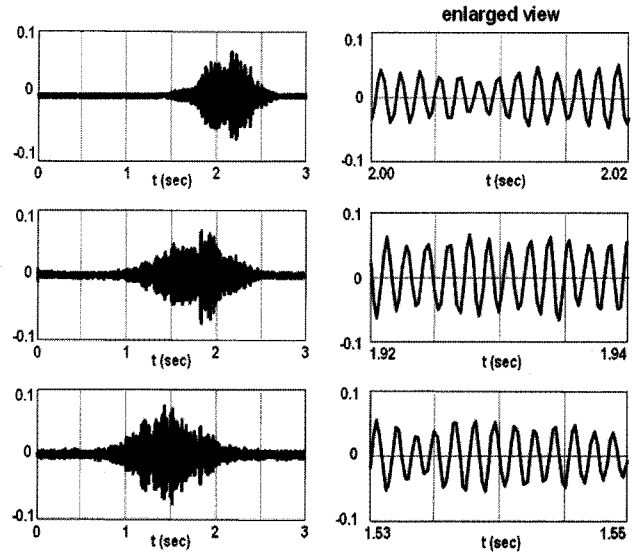 enlarged view
0.1
0
-0.1
0 1 2 3
t (sec)
0.1
0
-0.1
2.00 2.02
t (sec)
0.1
0
-0.1
0 1 2 3
t (sec)
0.1
0
-0.1
1.92 1.94
t (sec)
0.1
0
-0.1
0 1 2 3
t (sec)
0.1
0
-0.1
1.53 1.55
t (sec)